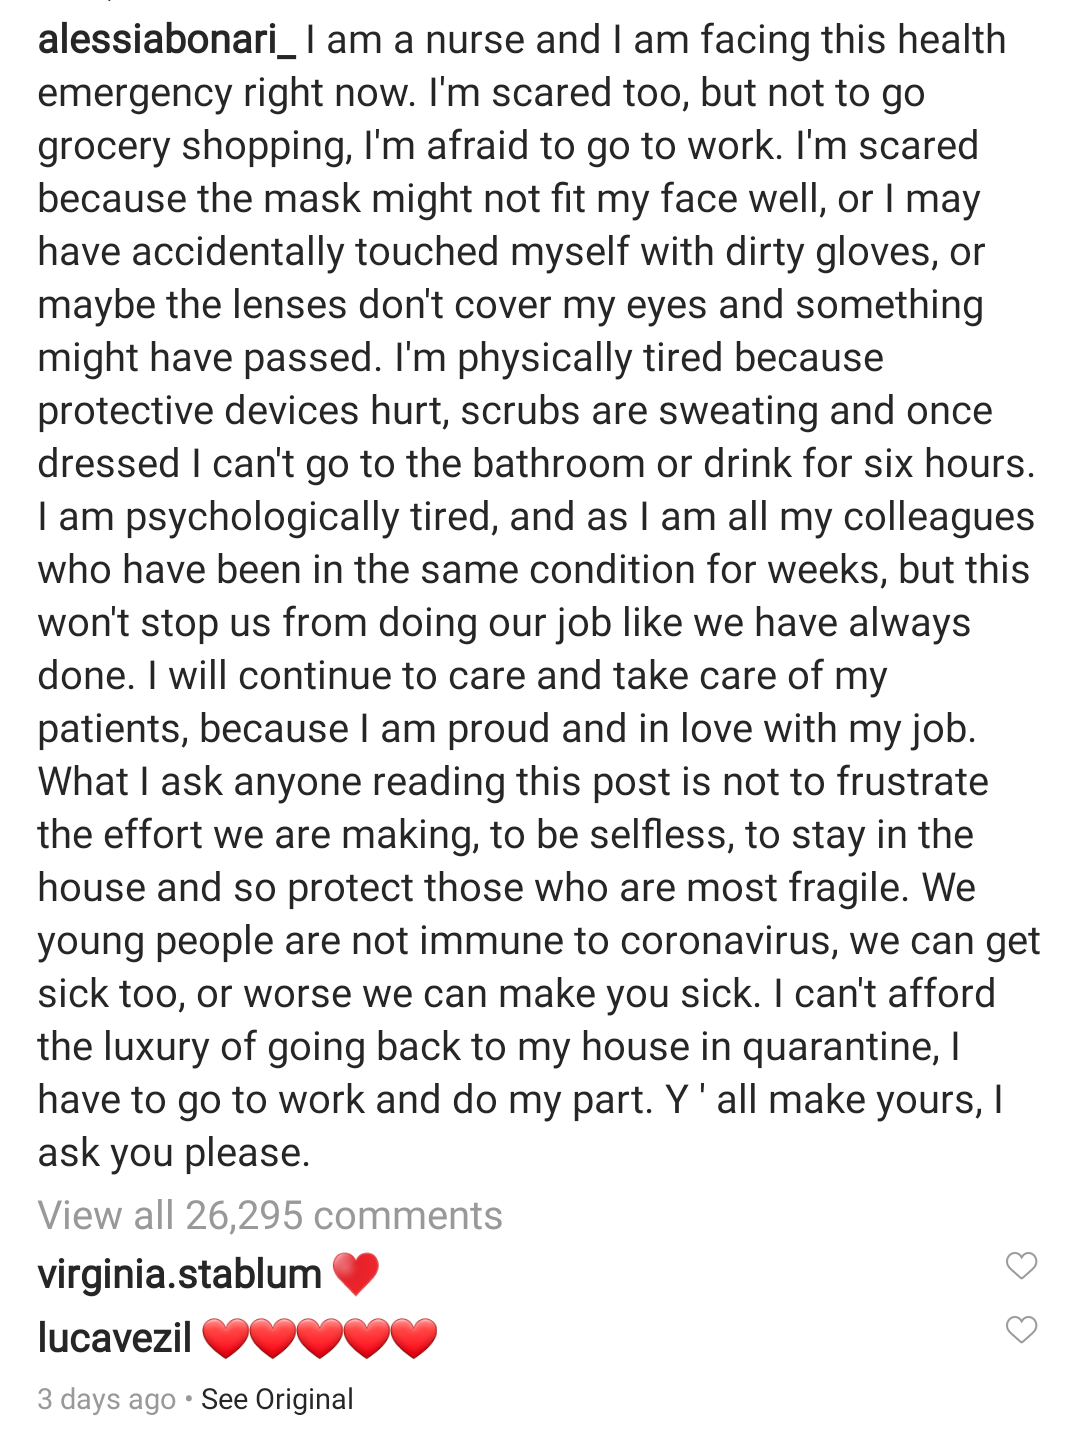 alessiabonari_ I am a nurse and I am facing this health
emergency right now. I'm scared too, but not to go
grocery shopping, I'm afraid to go to work. I'm scared
because the mask might not fit my face well, or I may
have accidentally touched myself with dirty gloves, or
maybe the lenses don't cover my eyes and something
might have passed. I'm physically tired because
protective devices hurt, scrubs are sweating and once
dressed I can't go to the bathroom or drink for six hours.
I am psychologically tired, and as I am all my colleagues
who have been in the same condition for weeks, but this
won't stop us from doing our job like we have always
done. I will continue to care and take care of my
patients, because I am proud and in love with my job.
What I ask anyone reading this post is not to frustrate
the effort we are making, to be selfless, to stay in the
house and so protect those who are most fragile. We
young people are not immune to coronavirus, we can get
sick too, or worse we can make you sick. I can't afford
the luxury of going back to my house in quarantine, I
have to go to work and do my part. Y ' all make yours, I
ask you please.
View all 26,295 comments
virginia.stablum ♥️
lucavezil ❤️❤️❤️❤️❤️
3 days ago • See Original